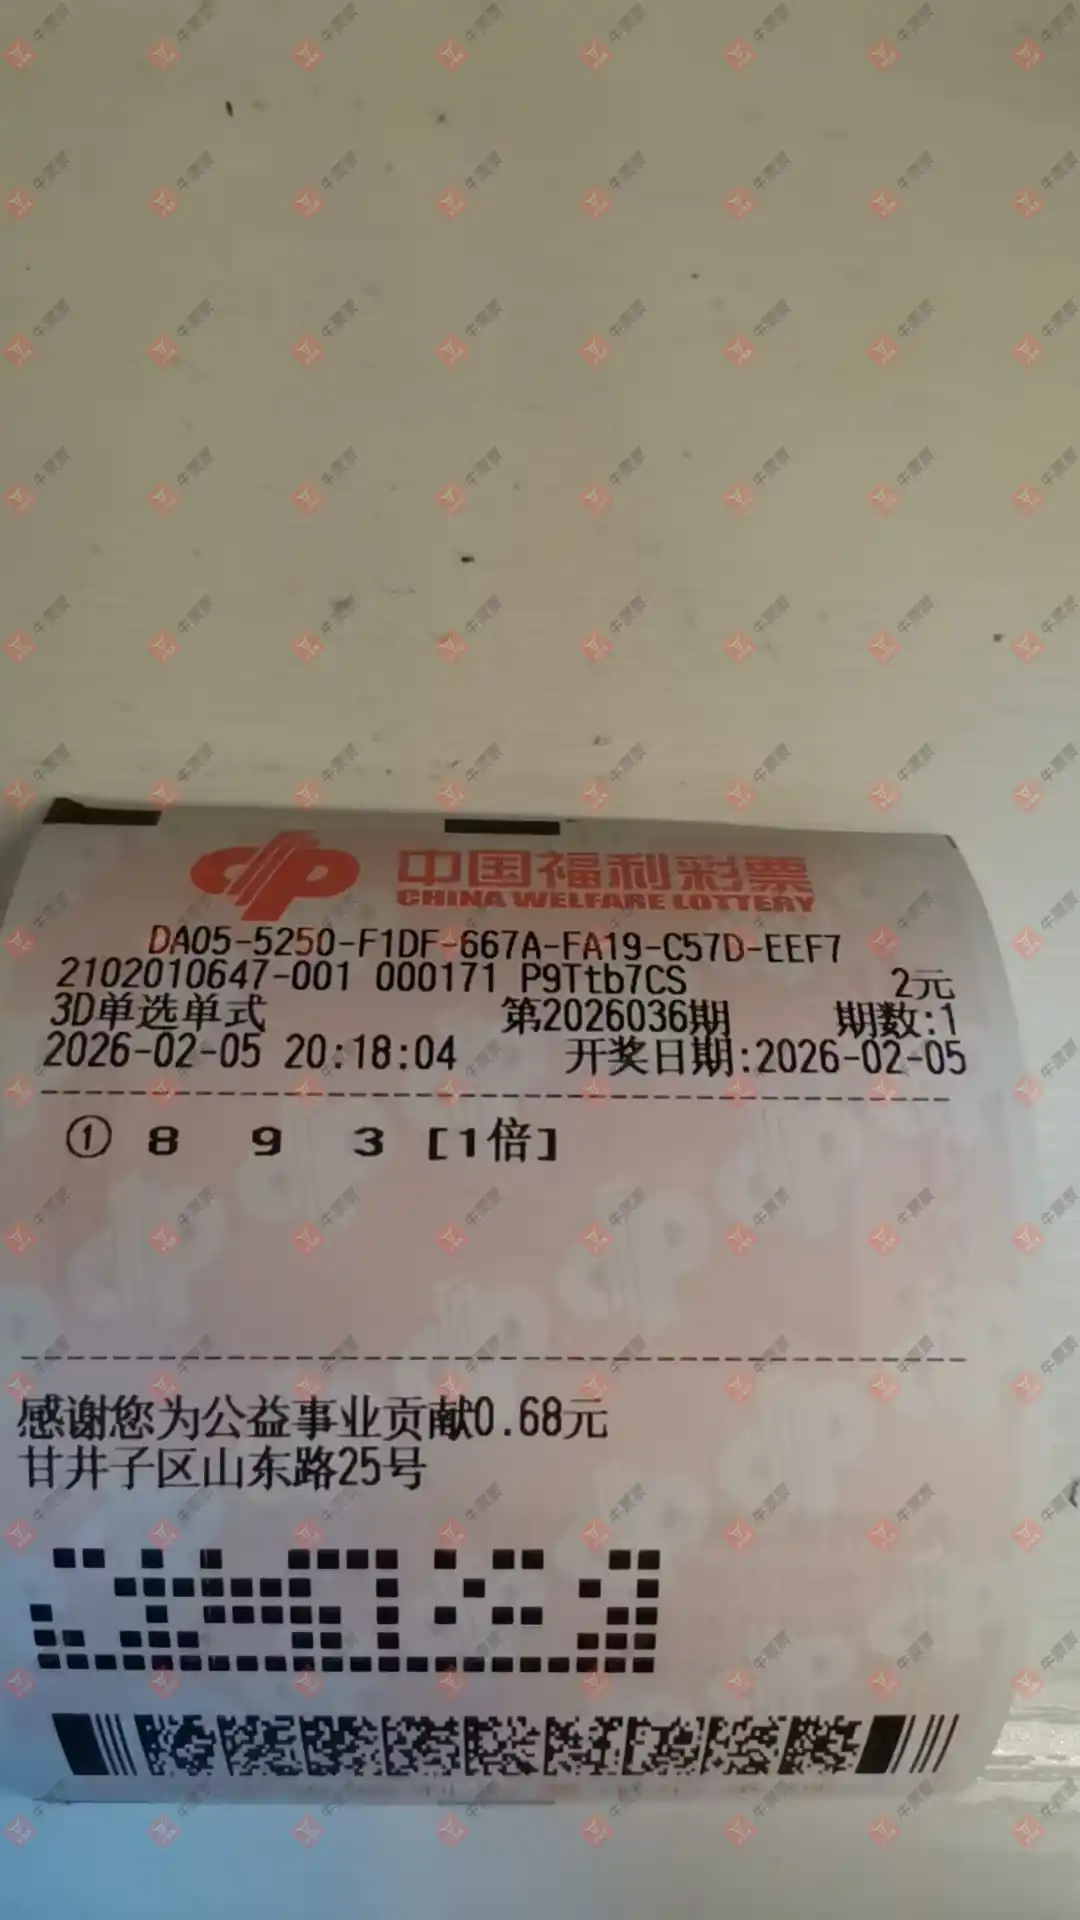 中国福利彩票
CHINA WELFARE LOTTERY
DA05-5250-F1DF-667A-FA19-C57D-EEF7
2102010647-001 000171 P9Ttb7CS 2元
3D单选单式 第2026036期 期数:1
2026-02-05 20:18:04 开奖日期:2026-02-05
① 8 9 3 [1倍]
感谢您为公益事业贡献0.68元
甘井子区山东路25号